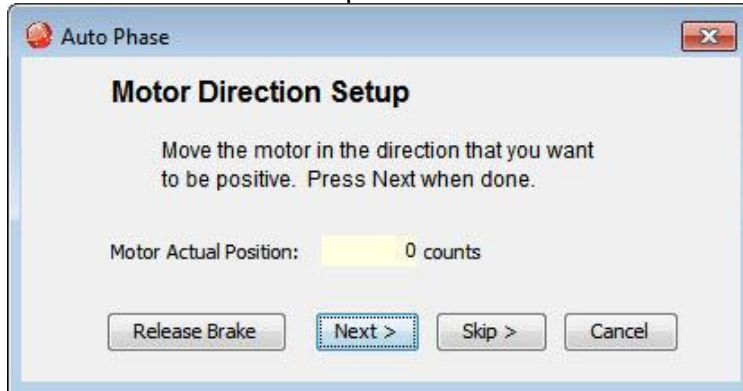 Auto Phase
Motor Direction Setup
Move the motor in the direction that you want
to be positive. Press Next when done.
Motor Actual Position: 0 counts
Release Brake Next > Skip > Cancel